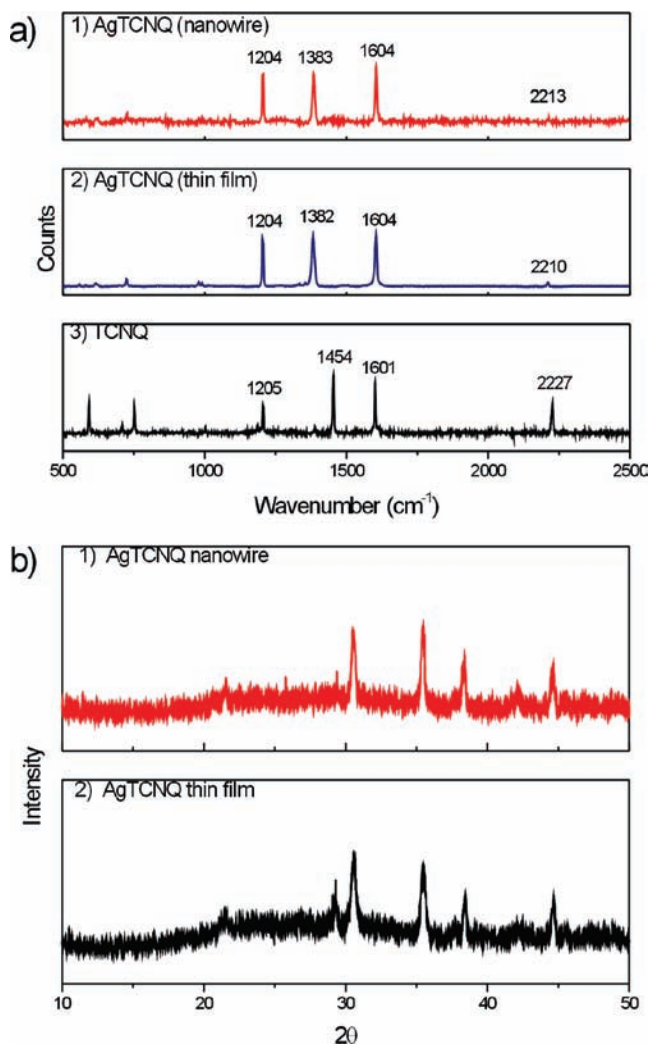 a)
1) AgTCNQ (nanowire)
1204 1383 1604 2213
2) AgTCNQ (thin film)
1204 1382 1604 2210
3) TCNQ
1205 1454 1601 2227
Counts
500 1000 1500 2000 2500
Wavenumber (cm⁻¹)
b)
1) AgTCNQ nanowire
2) AgTCNQ thin film
Intensity
10 20 30 40 50
2θ